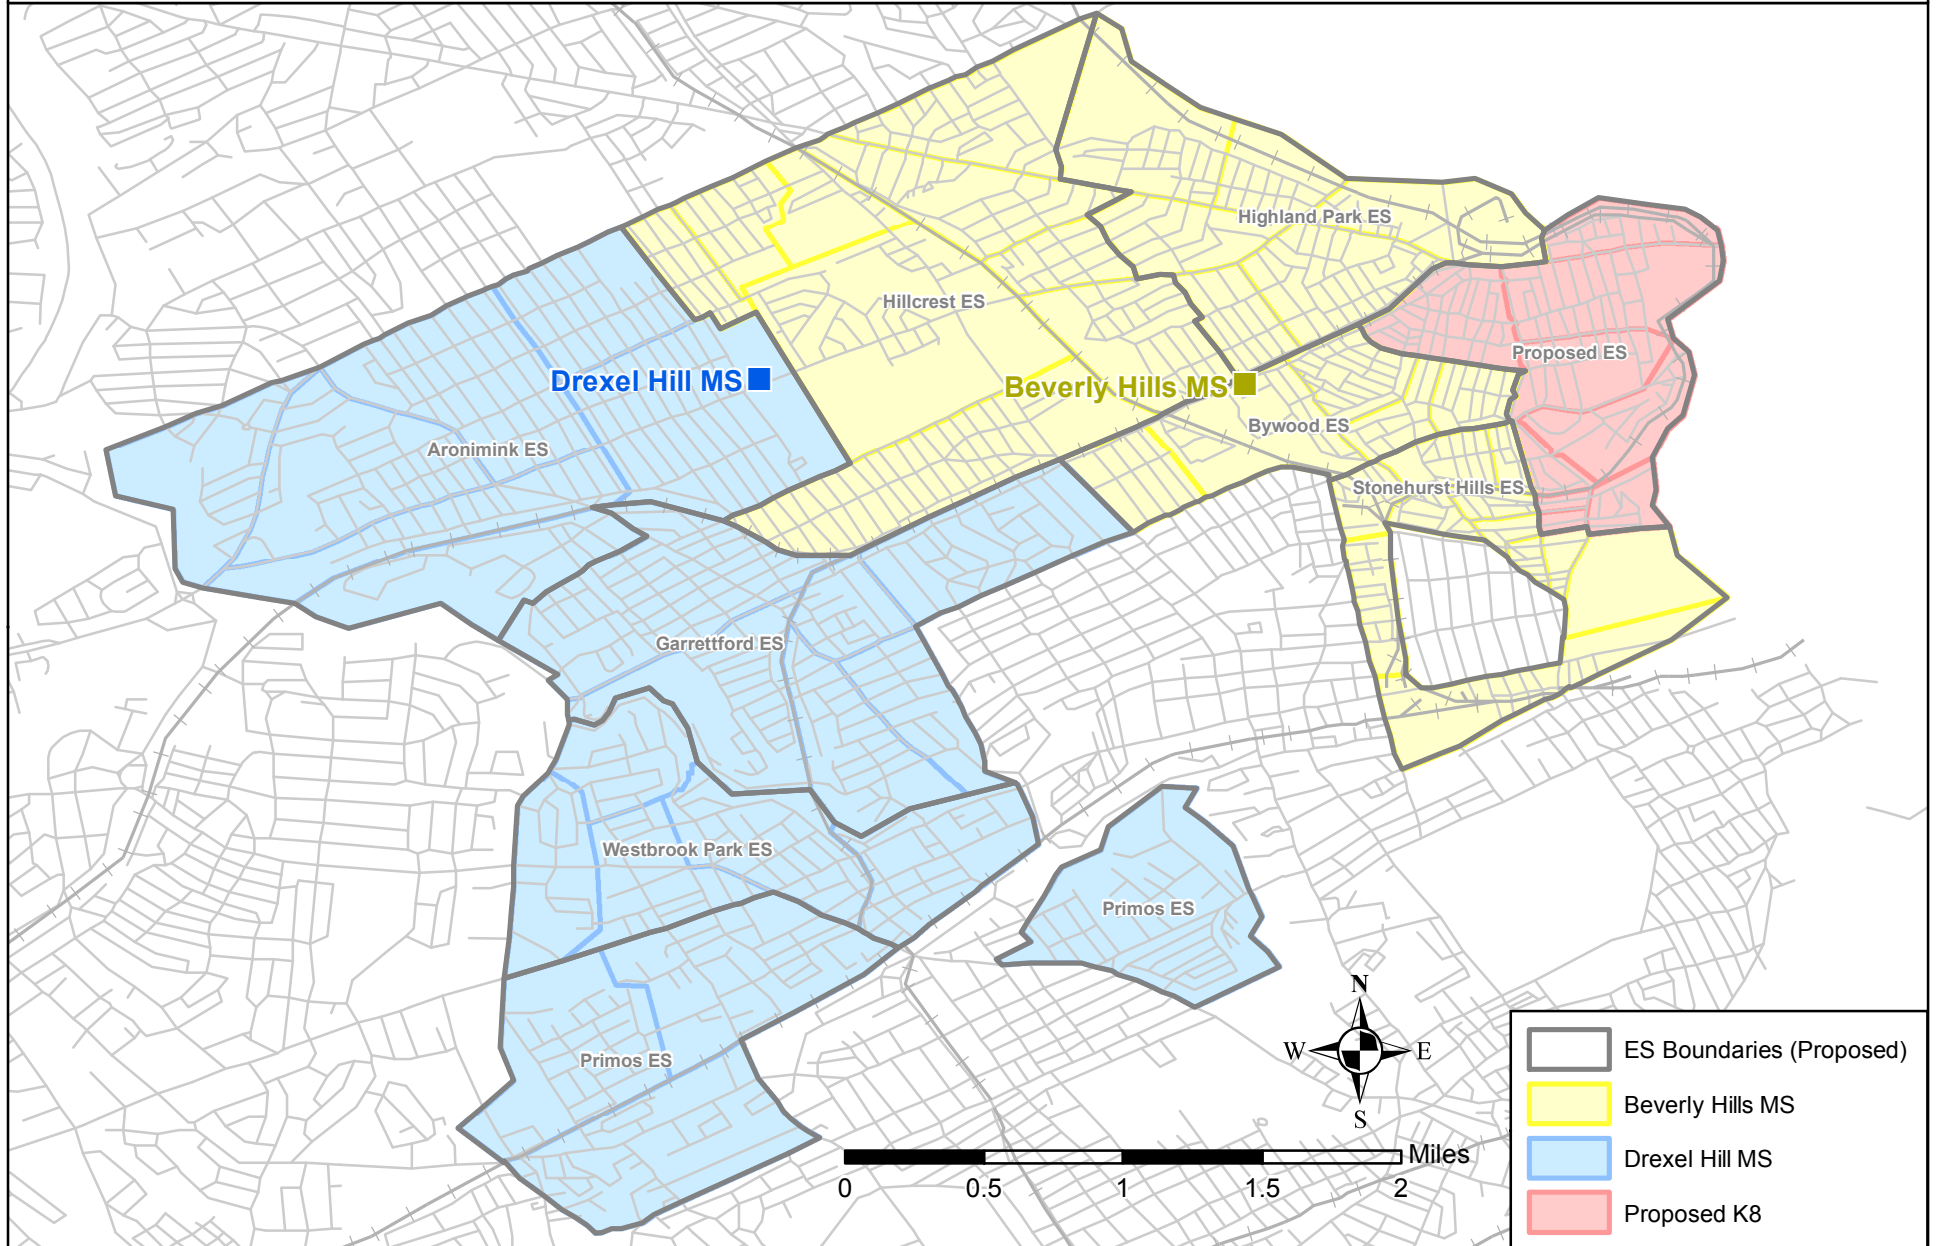 Highland Park ES
Hillcrest ES
Proposed ES
Drexel Hill MS
Beverly Hills MS
Bywood ES
Aronimink ES
Stonehurst Hills ES
Garrettford ES
Westbrook Park ES
Primos ES
Primos ES
N
W E
S
Miles
0 0.5 1 1.5 2
ES Boundaries (Proposed)
Beverly Hills MS
Drexel Hill MS
Proposed K8